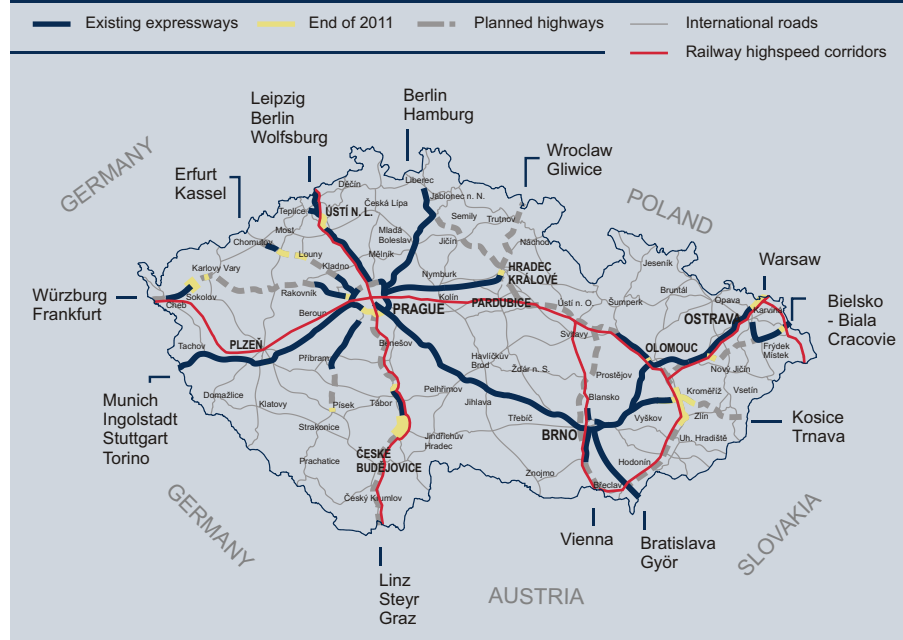 Existing expressways
End of 2011
Planned highways
International roads
Railway highspeed corridors
Leipzig
Berlin
Wolfsburg
Berlin
Hamburg
Wroclaw
Gliwice
GERMANY
Erfurt
Kassel
POLAND
Děčín
Liberec
Jablonec n. N.
Česká Lípa
Teplice
ÚSTÍ N. L.
Semily
Trutnov
Most
Mladá
Boleslav
Chomutov
Jičín
Náchod
Louny
Mělník
Warsaw
Karlovy Vary
Kladno
Nymburk
HRADEC
KRÁLOVÉ
Jeseník
Bielsko
- Biala
Cracovie
Würzburg
Frankfurt
Cheb
Sokolov
Rakovník
Kolín
PARDUBICE
Ústí n. O.
Šumperk
Bruntál
Opava
Karviná
Beroun
PRAGUE
OSTRAVA
Tachov
PLZEŇ
Benešov
Svitavy
OLOMOUC
Frýdek
Místek
Příbram
Havlíčkův
Brod
Žďár n. S.
Prostějov
Nový Jičín
Munich
Ingolstadt
Stuttgart
Torino
Domažlice
Klatovy
Písek
Tábor
Pelhřimov
Jihlava
Blansko
Kroměříž
Vsetín
Strakonice
Třebíč
Vyškov
Zlín
Kosice
Trnava
Jindřichův
Hradec
BRNO
Uh. Hradiště
Prachatice
ČESKÉ
BUDĚJOVICE
Znojmo
Hodonín
Břeclav
Český Krumlov
GERMANY
SLOVAKIA
Vienna
Bratislava
Györ
Linz
Steyr
Graz
AUSTRIA